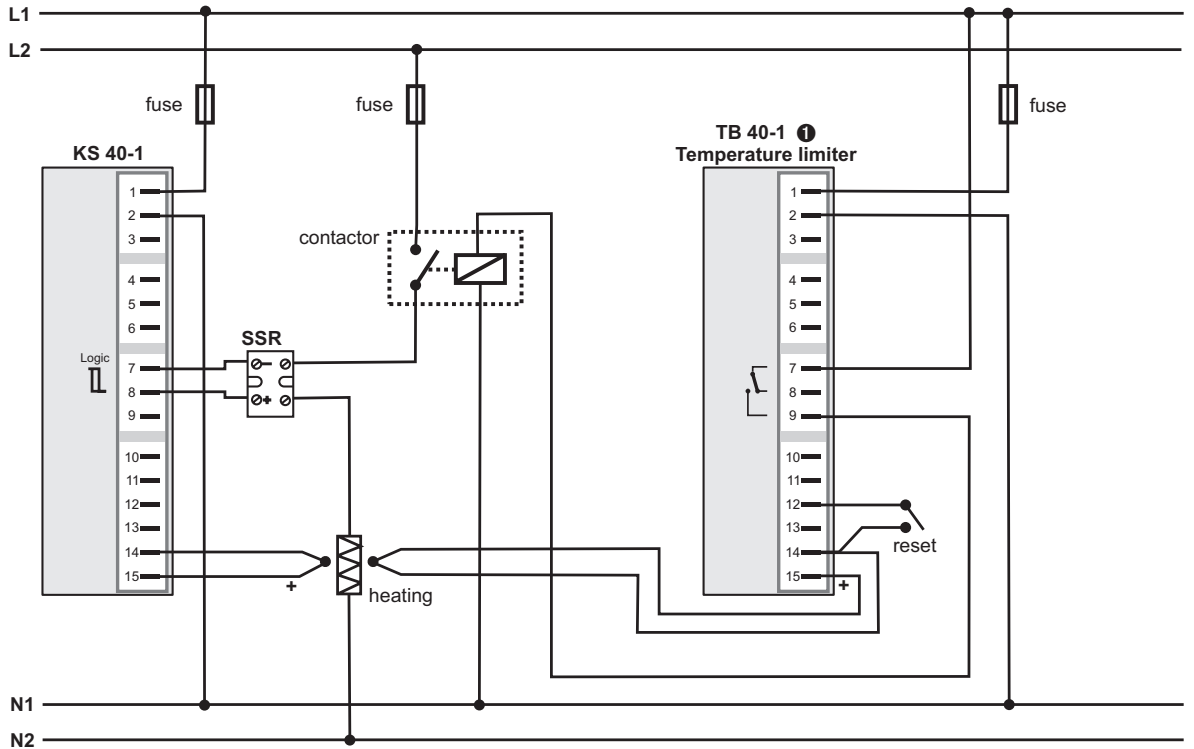 L1
L2
fuse
fuse
fuse
KS 40-1
TB 40-1 ❶
Temperature limiter
1
2
3
4
5
6
Logic
7
8
9
10
11
12
13
14
15
+
contactor
SSR
−
+
heating
1
2
3
4
5
6
7
8
9
10
11
12
13
14
15
+
reset
N1
N2